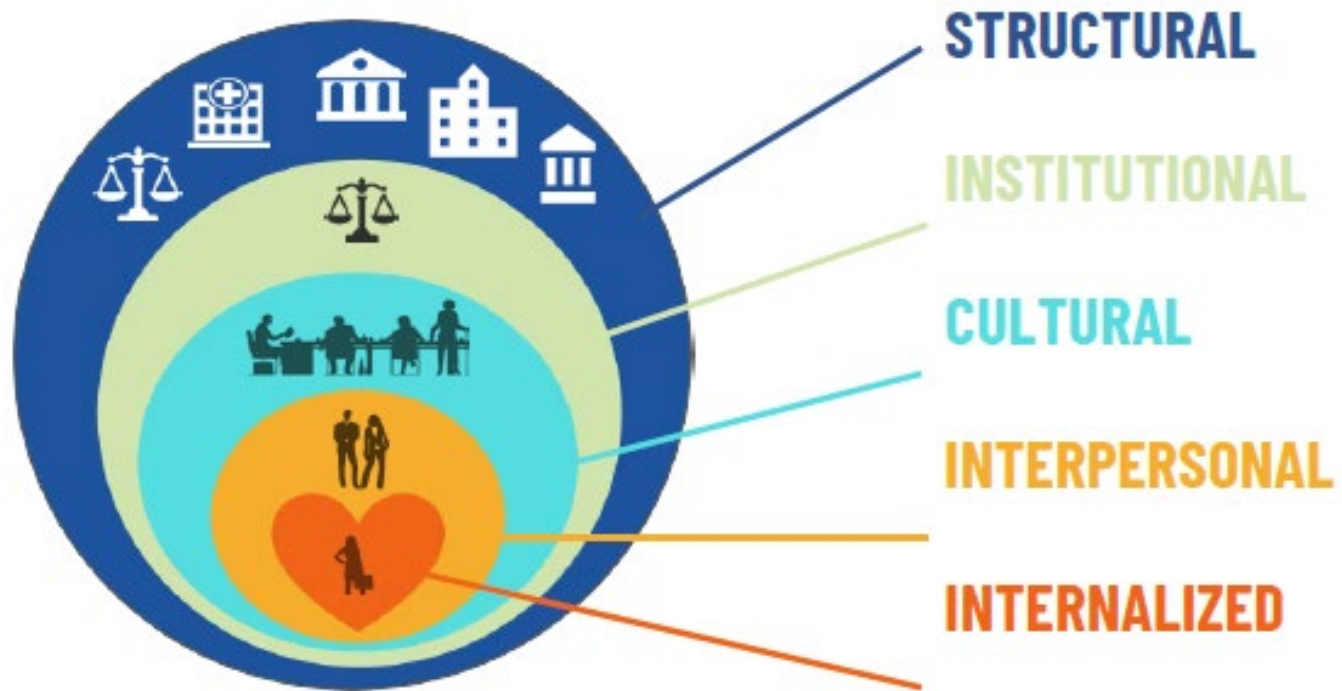 STRUCTURAL
INSTITUTIONAL
CULTURAL
INTERPERSONAL
INTERNALIZED